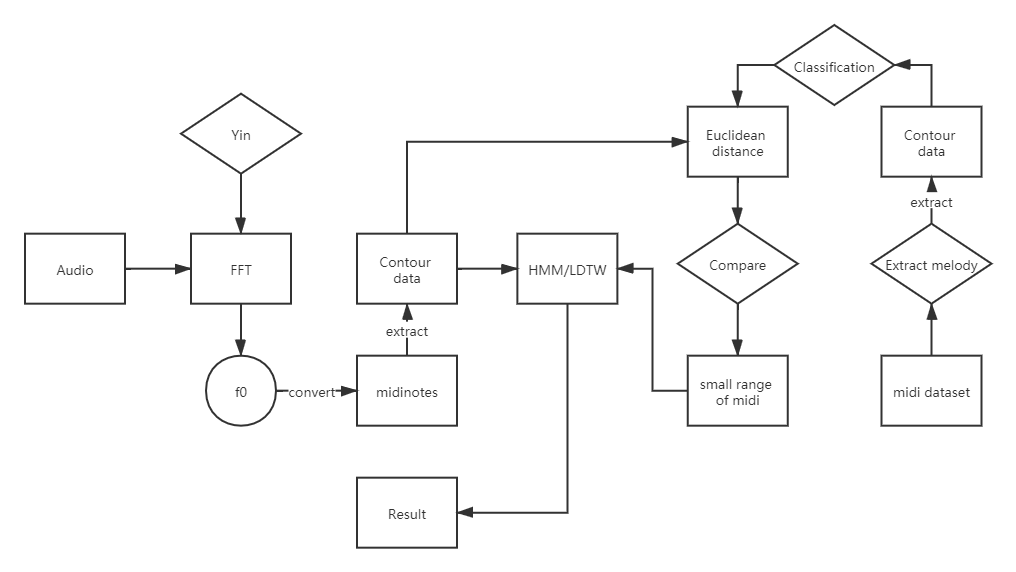 Classification
Yin
Euclidean
distance
Contour
data
extract
Audio
FFT
Contour
data
HMM/LDTW
Compare
Extract melody
extract
f0
convert
midinotes
small range
of midi
midi dataset
Result